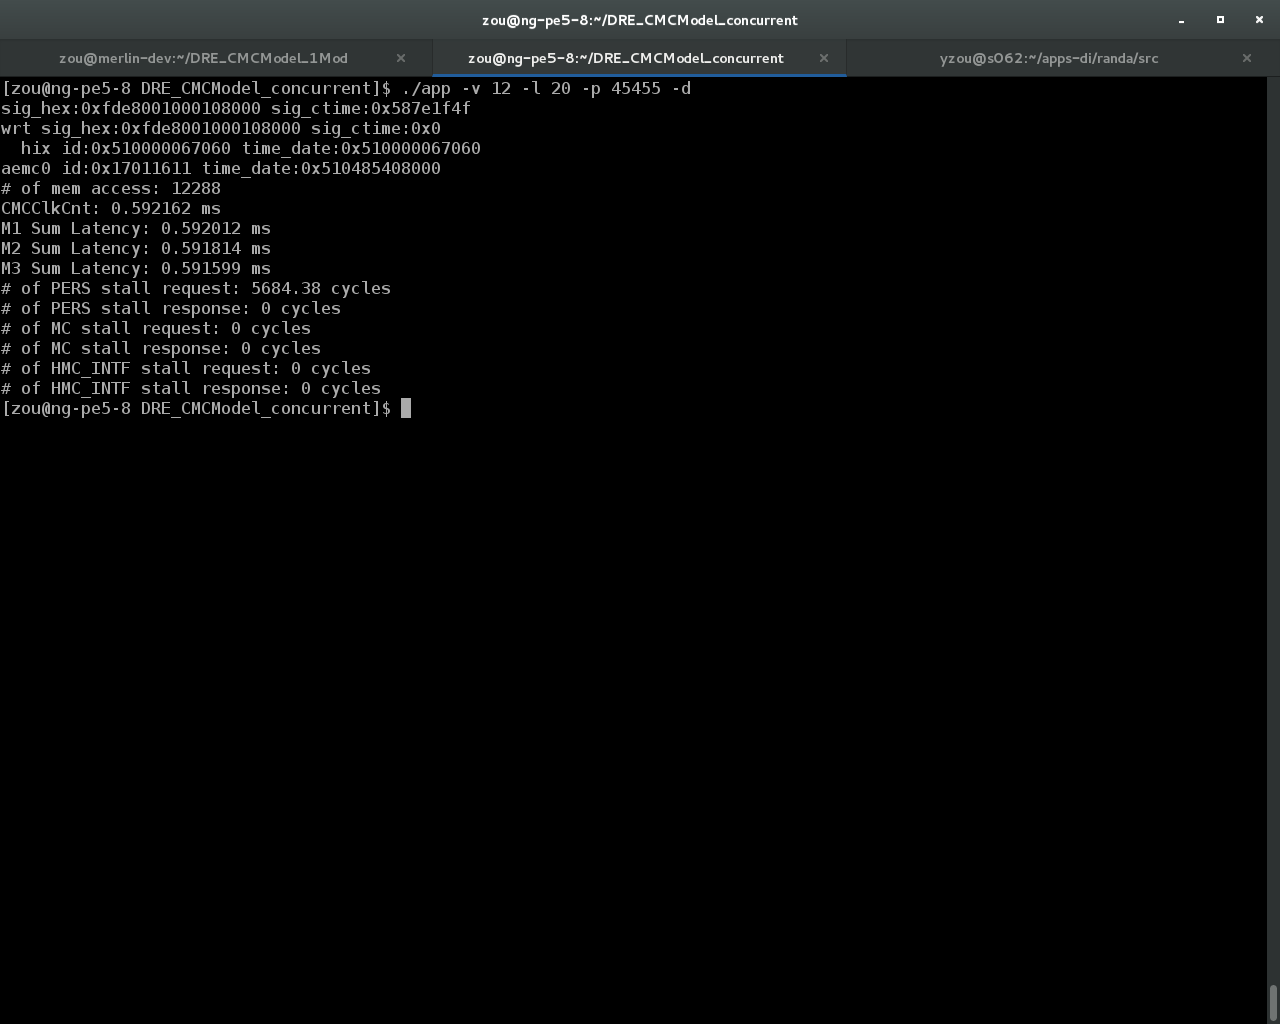 zou@ng-pe5-8:~/DRE_CMCModel_concurrent
zou@merlin-dev:~/DRE_CMCModel_1Mod
zou@ng-pe5-8:~/DRE_CMCModel_concurrent
yzou@s062:~/apps-di/randa/src
[zou@ng-pe5-8 DRE_CMCModel_concurrent]$ ./app -v 12 -l 20 -p 45455 -d
sig_hex:0xfde8001000108000 sig_ctime:0x587e1f4f
wrt sig_hex:0xfde8001000108000 sig_ctime:0x0
  hix id:0x510000067060 time_date:0x510000067060
aemc0 id:0x17011611 time_date:0x510485408000
# of mem access: 12288
CMCClkCnt: 0.592162 ms
M1 Sum Latency: 0.592012 ms
M2 Sum Latency: 0.591814 ms
M3 Sum Latency: 0.591599 ms
# of PERS stall request: 5684.38 cycles
# of PERS stall response: 0 cycles
# of MC stall request: 0 cycles
# of MC stall response: 0 cycles
# of HMC_INTF stall request: 0 cycles
# of HMC_INTF stall response: 0 cycles
[zou@ng-pe5-8 DRE_CMCModel_concurrent]$